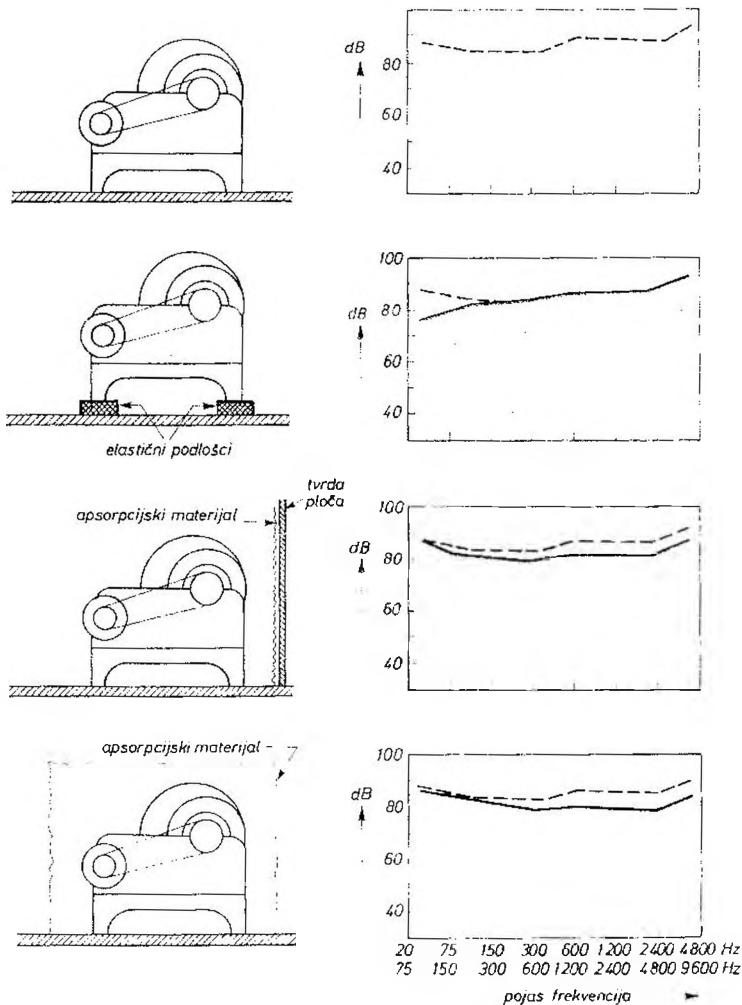 dB
80
60
40
100
80
dB
60
40
elastični podlošci
tvrda
ploča
apsorpcijski materijal
100
80
dB
60
40
apsorpcijski materijal
100
80
dB
60
40
20 75 150 300 600 1200 2400 4800 Hz
75 150 300 600 1200 2400 4800 9600 Hz
pojas frekvencija